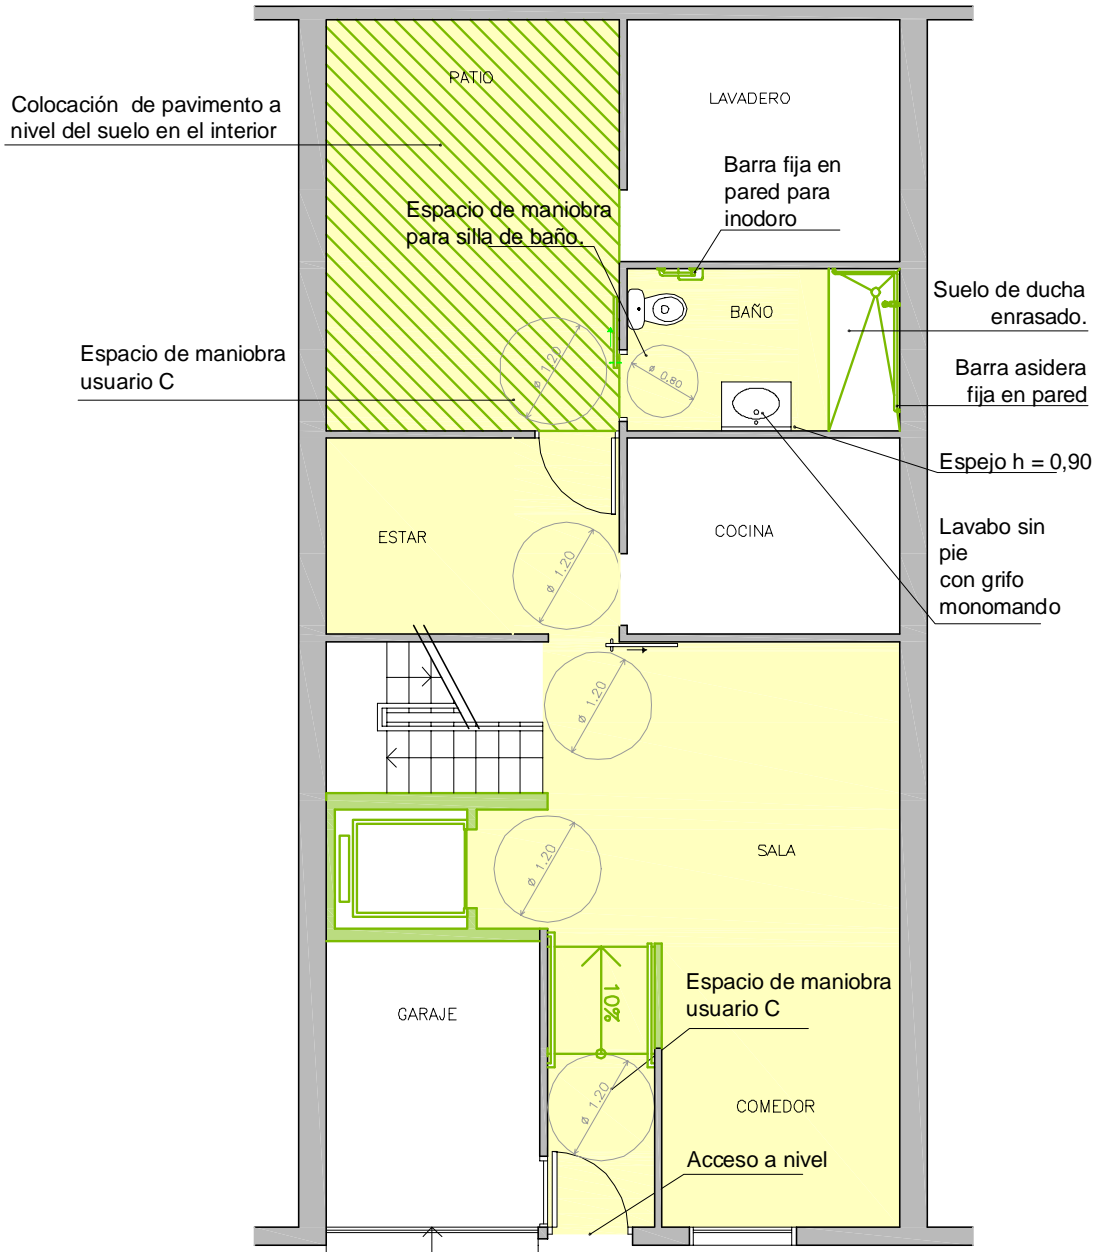 PATIO
LAVADERO
Colocación de pavimento a
nivel del suelo en el interior
Barra fija en
pared para
inodoro
Espacio de maniobra
para silla de baño.
Suelo de ducha
enrasado.
BAÑO
Espacio de maniobra
usuario C
ø 1.20
ø 0.80
Barra asidera
fija en pared
Espejo h = 0,90
ESTAR
COCINA
Lavabo sin
pie
con grifo
monomando
ø 1.20
ø 1.20
SALA
ø 1.20
Espacio de maniobra
usuario C
10%
GARAJE
ø 1.20
COMEDOR
Acceso a nivel